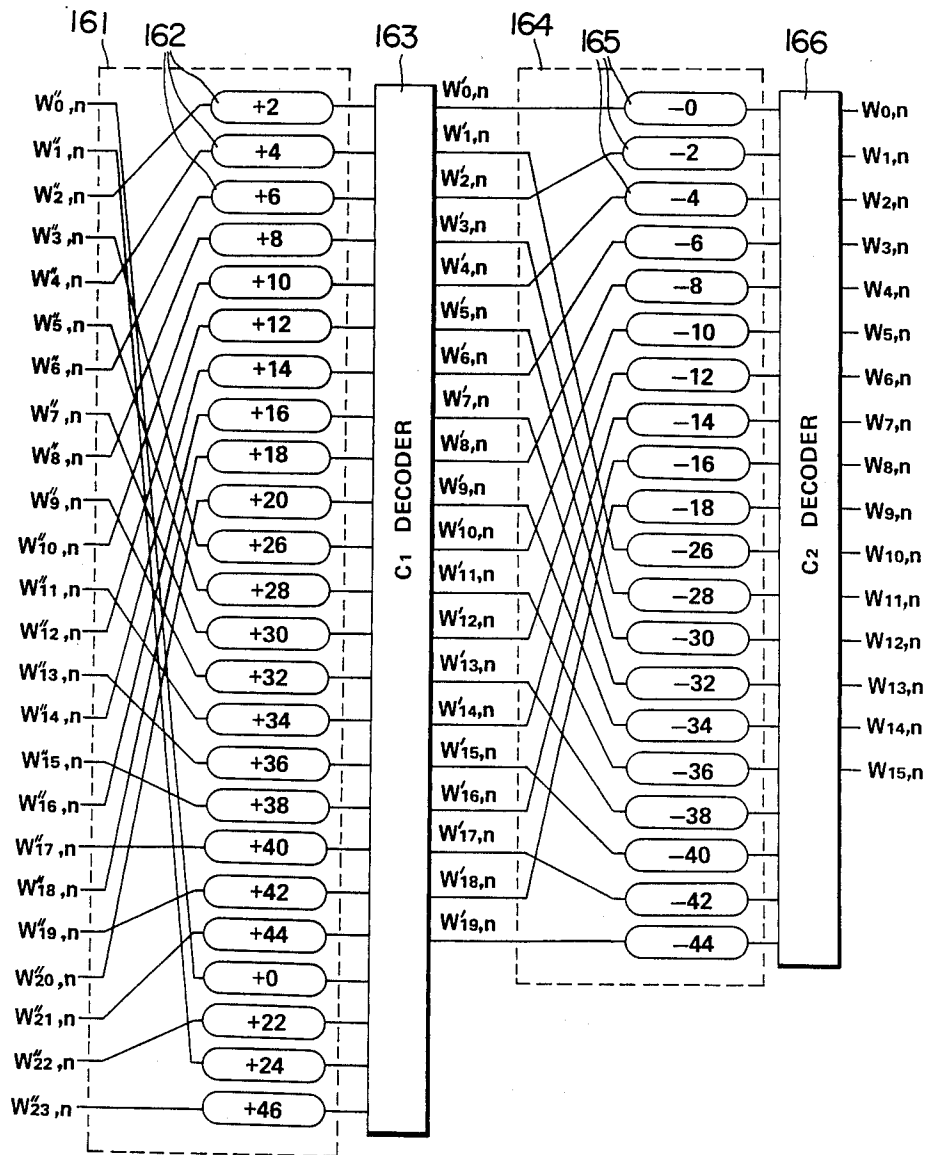 161
162
163
164
165
166
W″0,n
W″1,n
W″2,n
W″3,n
W″4,n
W″5,n
W″6,n
W″7,n
W″8,n
W″9,n
W″10,n
W″11,n
W″12,n
W″13,n
W″14,n
W″15,n
W″16,n
W″17,n
W″18,n
W″19,n
W″20,n
W″21,n
W″22,n
W″23,n
+2
+4
+6
+8
+10
+12
+14
+16
+18
+20
+26
+28
+30
+32
+34
+36
+38
+40
+42
+44
+0
+22
+24
+46
C1 DECODER
W′0,n
W′1,n
W′2,n
W′3,n
W′4,n
W′5,n
W′6,n
W′7,n
W′8,n
W′9,n
W′10,n
W′11,n
W′12,n
W′13,n
W′14,n
W′15,n
W′16,n
W′17,n
W′18,n
W′19,n
−0
−2
−4
−6
−8
−10
−12
−14
−16
−18
−26
−28
−30
−32
−34
−36
−38
−40
−42
−44
C2 DECODER
W0,n
W1,n
W2,n
W3,n
W4,n
W5,n
W6,n
W7,n
W8,n
W9,n
W10,n
W11,n
W12,n
W13,n
W14,n
W15,n